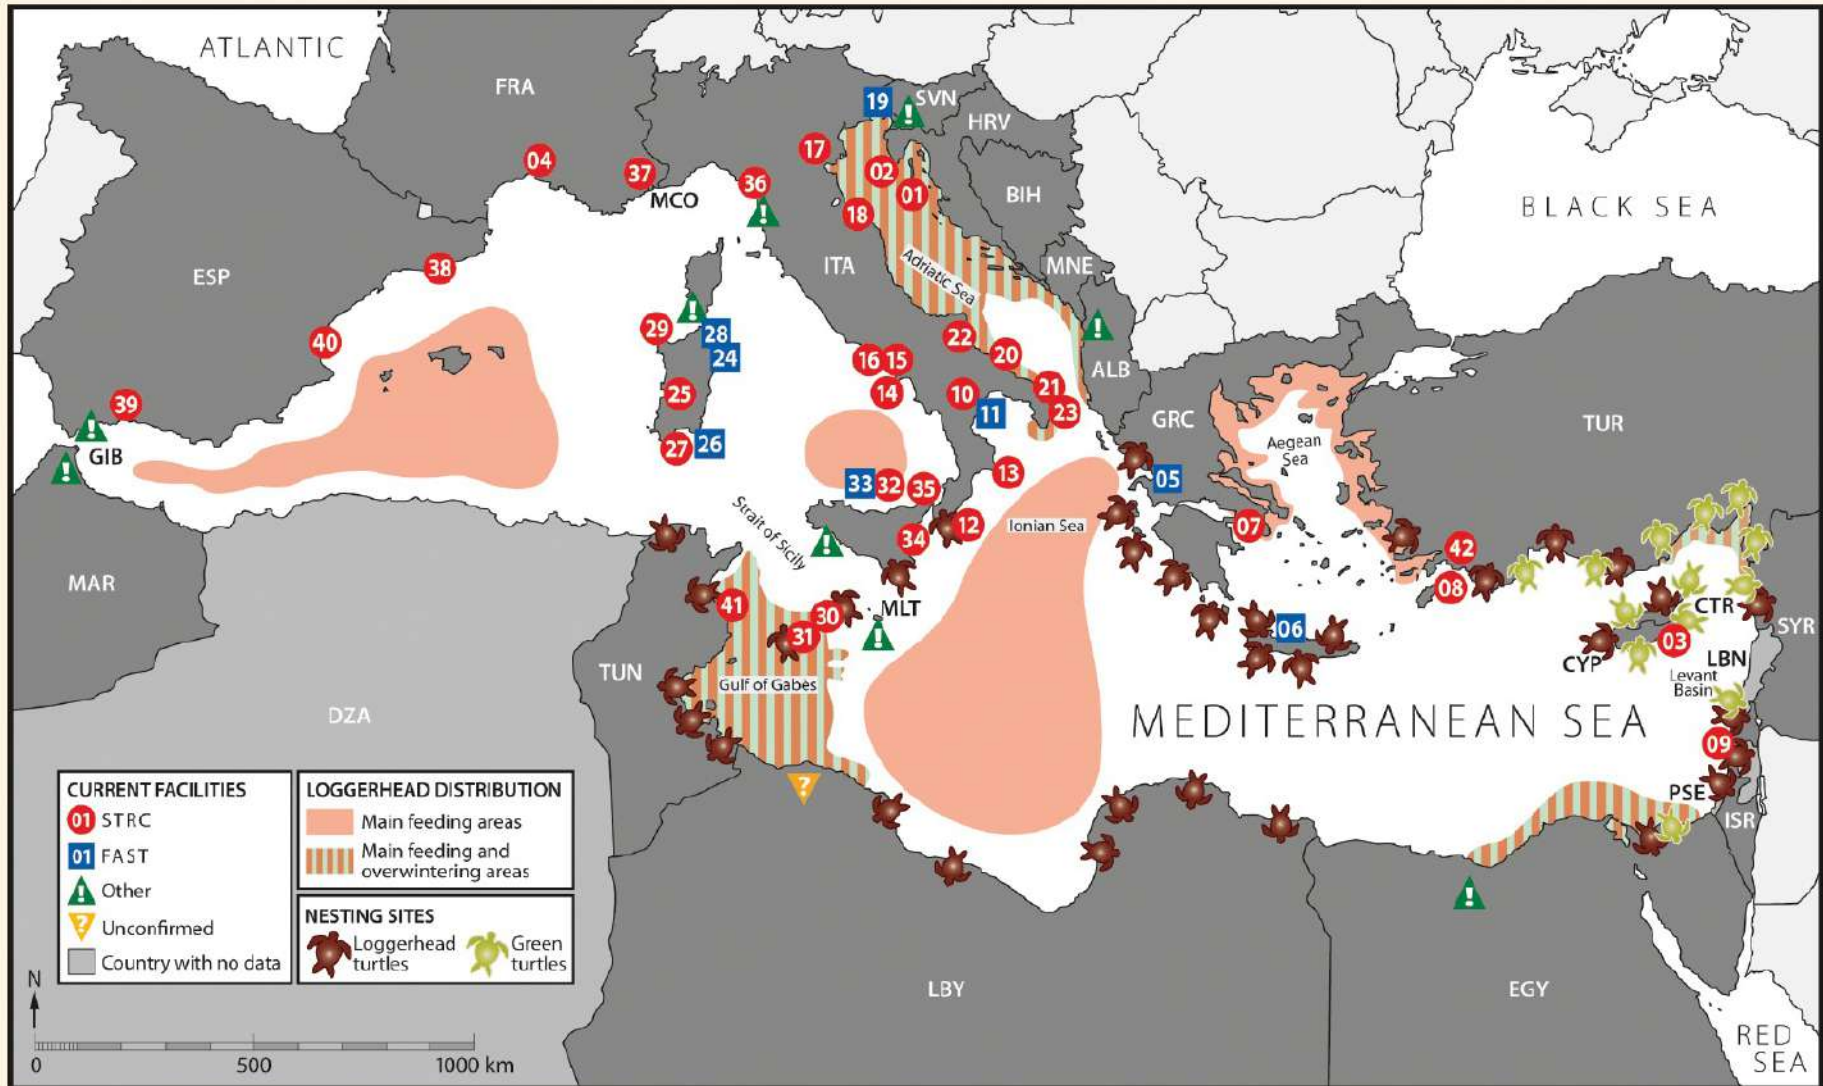 ATLANTIC
FRA
19
SVN
HRV
17
04
37
MCO
36
02
01
BIH
18
BLACK SEA
ESP
38
ITA
Adriatic Sea
MNE
40
29
28
24
22
20
16
15
14
ALB
25
10
11
21
23
39
GRC
TUR
GIB
27
26
Aegean
Sea
13
05
33
32
35
Strait of Sicily
Ionian Sea
12
07
34
42
MAR
08
41
30
31
MLT
06
CTR
SYR
03
CYP
LBN
Levant
Basin
TUN
Gulf of Gabès
DZA
MEDITERRANEAN SEA
09
PSE
ISR
CURRENT FACILITIES
01 STRC
01 FAST
! Other
? Unconfirmed
Country with no data
LOGGERHEAD DISTRIBUTION
Main feeding areas
Main feeding and
overwintering areas
NESTING SITES
Loggerhead
turtles
Green
turtles
?
LBY
EGY
RED
SEA
N
0 500 1000 km